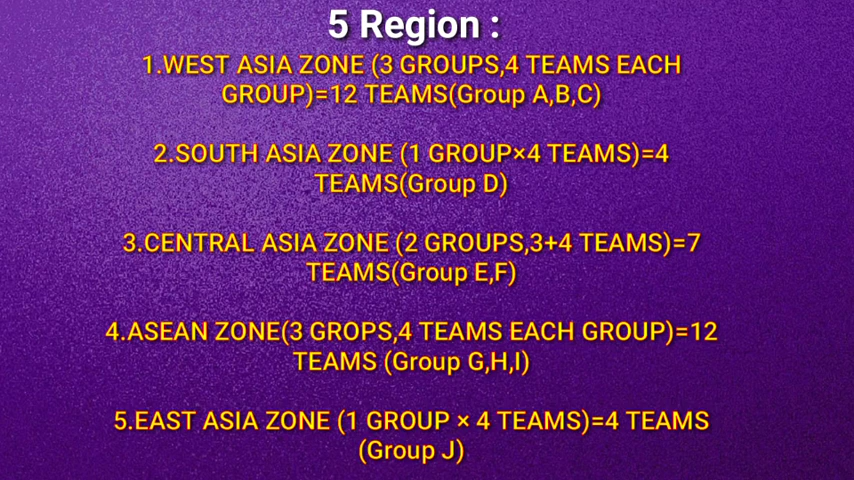 5 Region :
1.WEST ASIA ZONE (3 GROUPS,4 TEAMS EACH
GROUP)=12 TEAMS(Group A,B,C)
2.SOUTH ASIA ZONE (1 GROUP×4 TEAMS)=4
TEAMS(Group D)
3.CENTRAL ASIA ZONE (2 GROUPS,3+4 TEAMS)=7
TEAMS(Group E,F)
4.ASEAN ZONE(3 GROPS,4 TEAMS EACH GROUP)=12
TEAMS (Group G,H,I)
5.EAST ASIA ZONE (1 GROUP × 4 TEAMS)=4 TEAMS
(Group J)